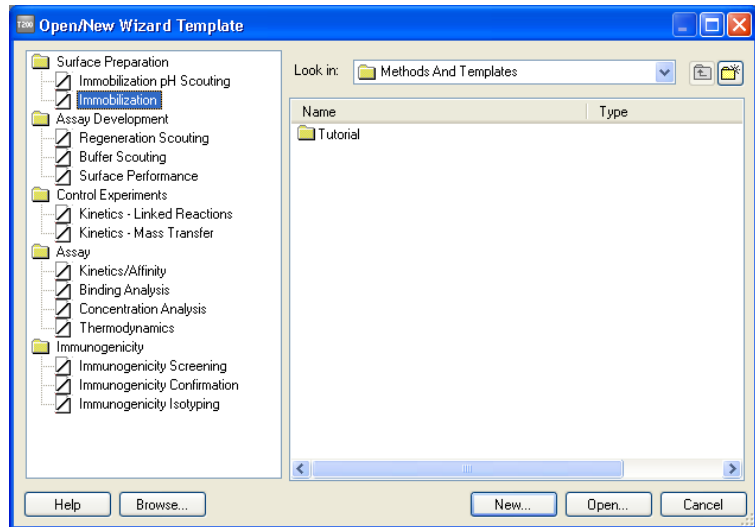 T200 Open/New Wizard Template
Surface Preparation
Immobilization pH Scouting
Immobilization
Assay Development
Regeneration Scouting
Buffer Scouting
Surface Performance
Control Experiments
Kinetics - Linked Reactions
Kinetics - Mass Transfer
Assay
Kinetics/Affinity
Binding Analysis
Concentration Analysis
Thermodynamics
Immunogenicity
Immunogenicity Screening
Immunogenicity Confirmation
Immunogenicity Isotyping
Look in: Methods And Templates
Name Type
Tutorial
Help Browse... New... Open... Cancel